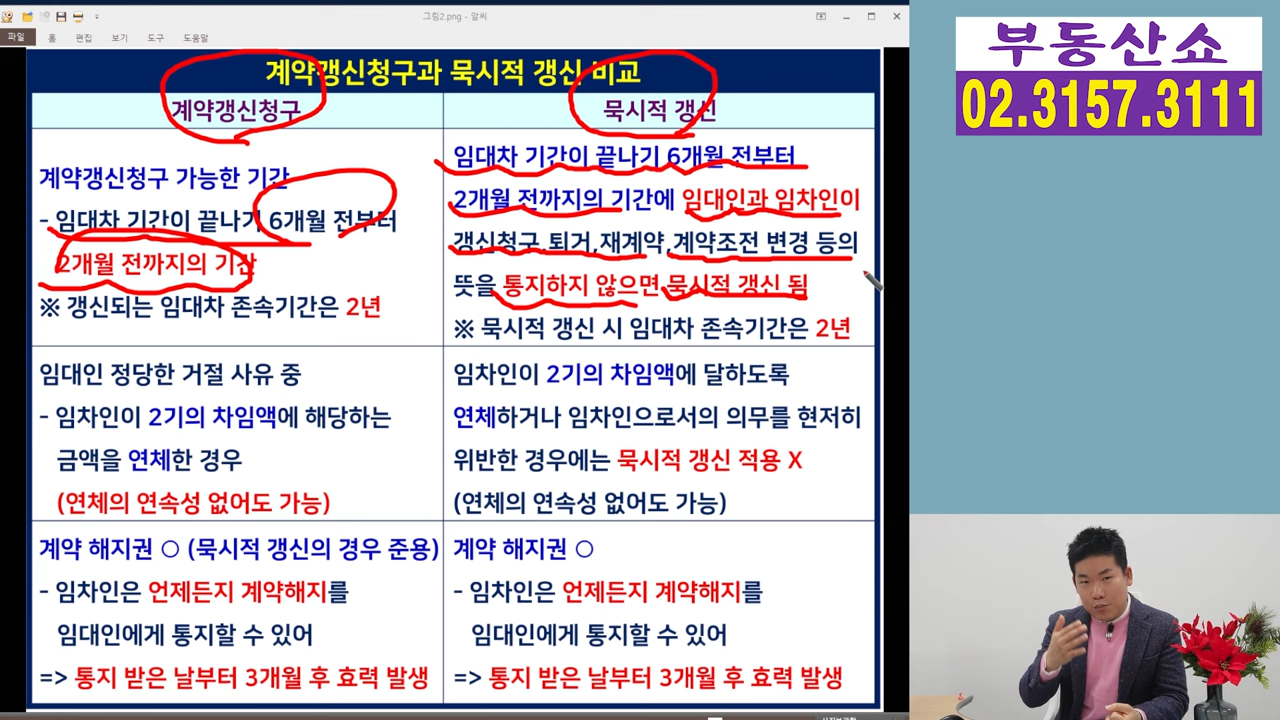 그림2.png - 알씨
파일 홈 편집 보기 도구 도움말
부동산쇼
02.3157.3111
계약갱신청구과 묵시적 갱신 비교
계약갱신청구
계약갱신청구 가능한 기간
- 임대차 기간이 끝나기 6개월 전부터
2개월 전까지의 기간
※ 갱신되는 임대차 존속기간은 2년
임대인 정당한 거절 사유 중
- 임차인이 2기의 차임액에 해당하는
금액을 연체한 경우
(연체의 연속성 없어도 가능)
계약 해지권 ○ (묵시적 갱신의 경우 준용)
- 임차인은 언제든지 계약해지를
임대인에게 통지할 수 있어
=> 통지 받은 날부터 3개월 후 효력 발생
묵시적 갱신
임대차 기간이 끝나기 6개월 전부터
2개월 전까지의 기간에 임대인과 임차인이
갱신청구,퇴거,재계약,계약조전 변경 등의
뜻을 통지하지 않으면 묵시적 갱신 됨
※ 묵시적 갱신 시 임대차 존속기간은 2년
임차인이 2기의 차임액에 달하도록
연체하거나 임차인으로서의 의무를 현저히
위반한 경우에는 묵시적 갱신 적용 X
(연체의 연속성 없어도 가능)
계약 해지권 ○
- 임차인은 언제든지 계약해지를
임대인에게 통지할 수 있어
=> 통지 받은 날부터 3개월 후 효력 발생